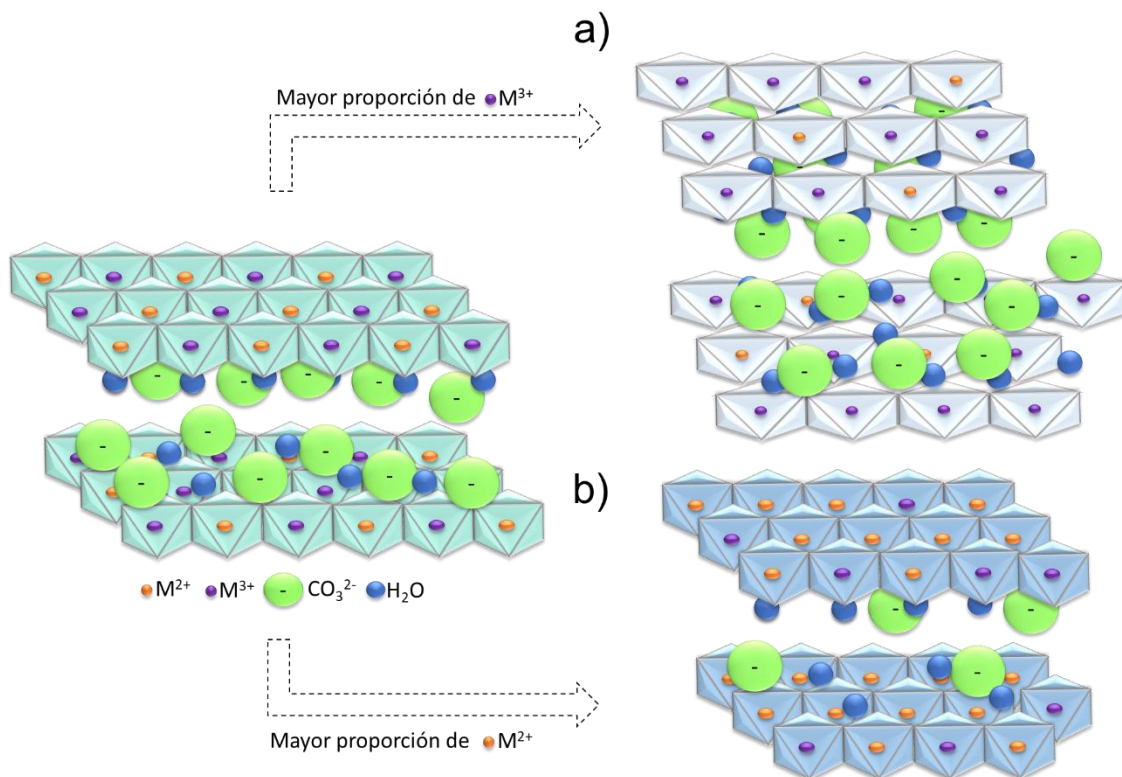 a)
Mayor proporción de M³⁺
b)
M²⁺ M³⁺ - CO₃²⁻ H₂O
Mayor proporción de M²⁺